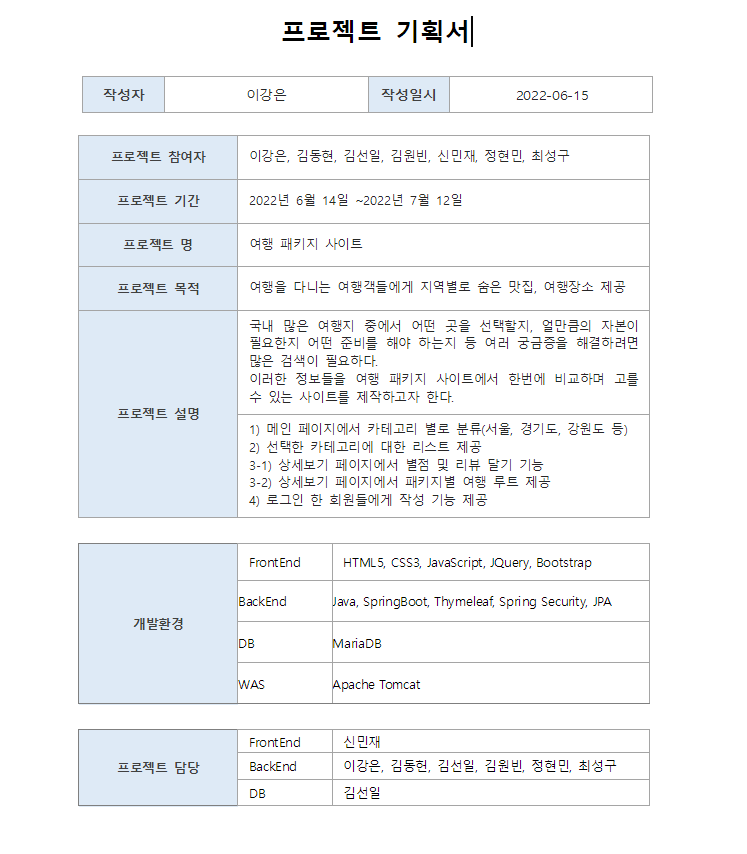 프로젝트 기획서
작성자 이강은 작성일시 2022-06-15
프로젝트 참여자 이강은, 김동현, 김선일, 김원빈, 신민재, 정현민, 최성구
프로젝트 기간 2022년 6월 14일 ~2022년 7월 12일
프로젝트 명 여행 패키지 사이트
프로젝트 목적 여행을 다니는 여행객들에게 지역별로 숨은 맛집, 여행장소 제공
프로젝트 설명
국내 많은 여행지 중에서 어떤 곳을 선택할지, 얼만큼의 자본이
필요한지 어떤 준비를 해야 하는지 등 여러 궁금증을 해결하려면
많은 검색이 필요하다.
이러한 정보들을 여행 패키지 사이트에서 한번에 비교하며 고를
수 있는 사이트를 제작하고자 한다.
1) 메인 페이지에서 카테고리 별로 분류(서울, 경기도, 강원도 등)
2) 선택한 카테고리에 대한 리스트 제공
3-1) 상세보기 페이지에서 별점 및 리뷰 달기 기능
3-2) 상세보기 페이지에서 패키지별 여행 루트 제공
4) 로그인 한 회원들에게 작성 기능 제공
개발환경
FrontEnd HTML5, CSS3, JavaScript, JQuery, Bootstrap
BackEnd Java, SpringBoot, Thymeleaf, Spring Security, JPA
DB MariaDB
WAS Apache Tomcat
프로젝트 담당
FrontEnd 신민재
BackEnd 이강은, 김동헌, 김선일, 김원빈, 정현민, 최성구
DB 김선일